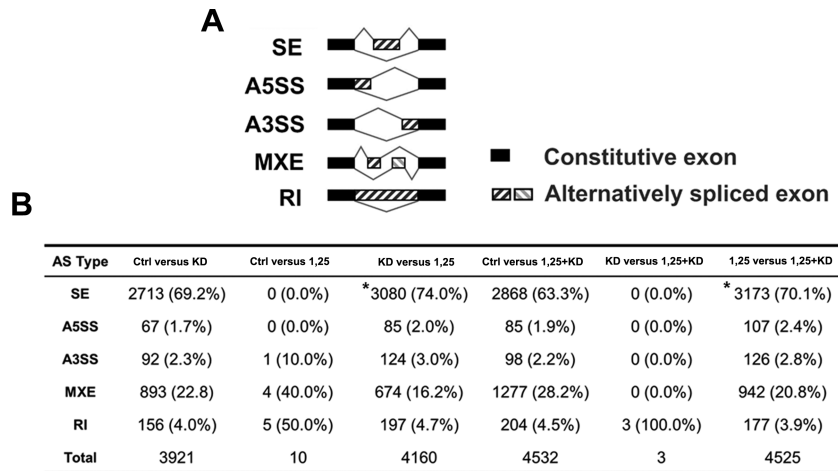 A
SE
A5SS
A3SS
MXE
RI
Constitutive exon
Alternatively spliced exon
B
AS Type Ctrl versus KD Ctrl versus 1,25 KD versus 1,25 Ctrl versus 1,25+KD KD versus 1,25+KD 1,25 versus 1,25+KD
SE 2713 (69.2%) 0 (0.0%) *3080 (74.0%) 2868 (63.3%) 0 (0.0%) *3173 (70.1%)
A5SS 67 (1.7%) 0 (0.0%) 85 (2.0%) 85 (1.9%) 0 (0.0%) 107 (2.4%)
A3SS 92 (2.3%) 1 (10.0%) 124 (3.0%) 98 (2.2%) 0 (0.0%) 126 (2.8%)
MXE 893 (22.8) 4 (40.0%) 674 (16.2%) 1277 (28.2%) 0 (0.0%) 942 (20.8%)
RI 156 (4.0%) 5 (50.0%) 197 (4.7%) 204 (4.5%) 3 (100.0%) 177 (3.9%)
Total 3921 10 4160 4532 3 4525